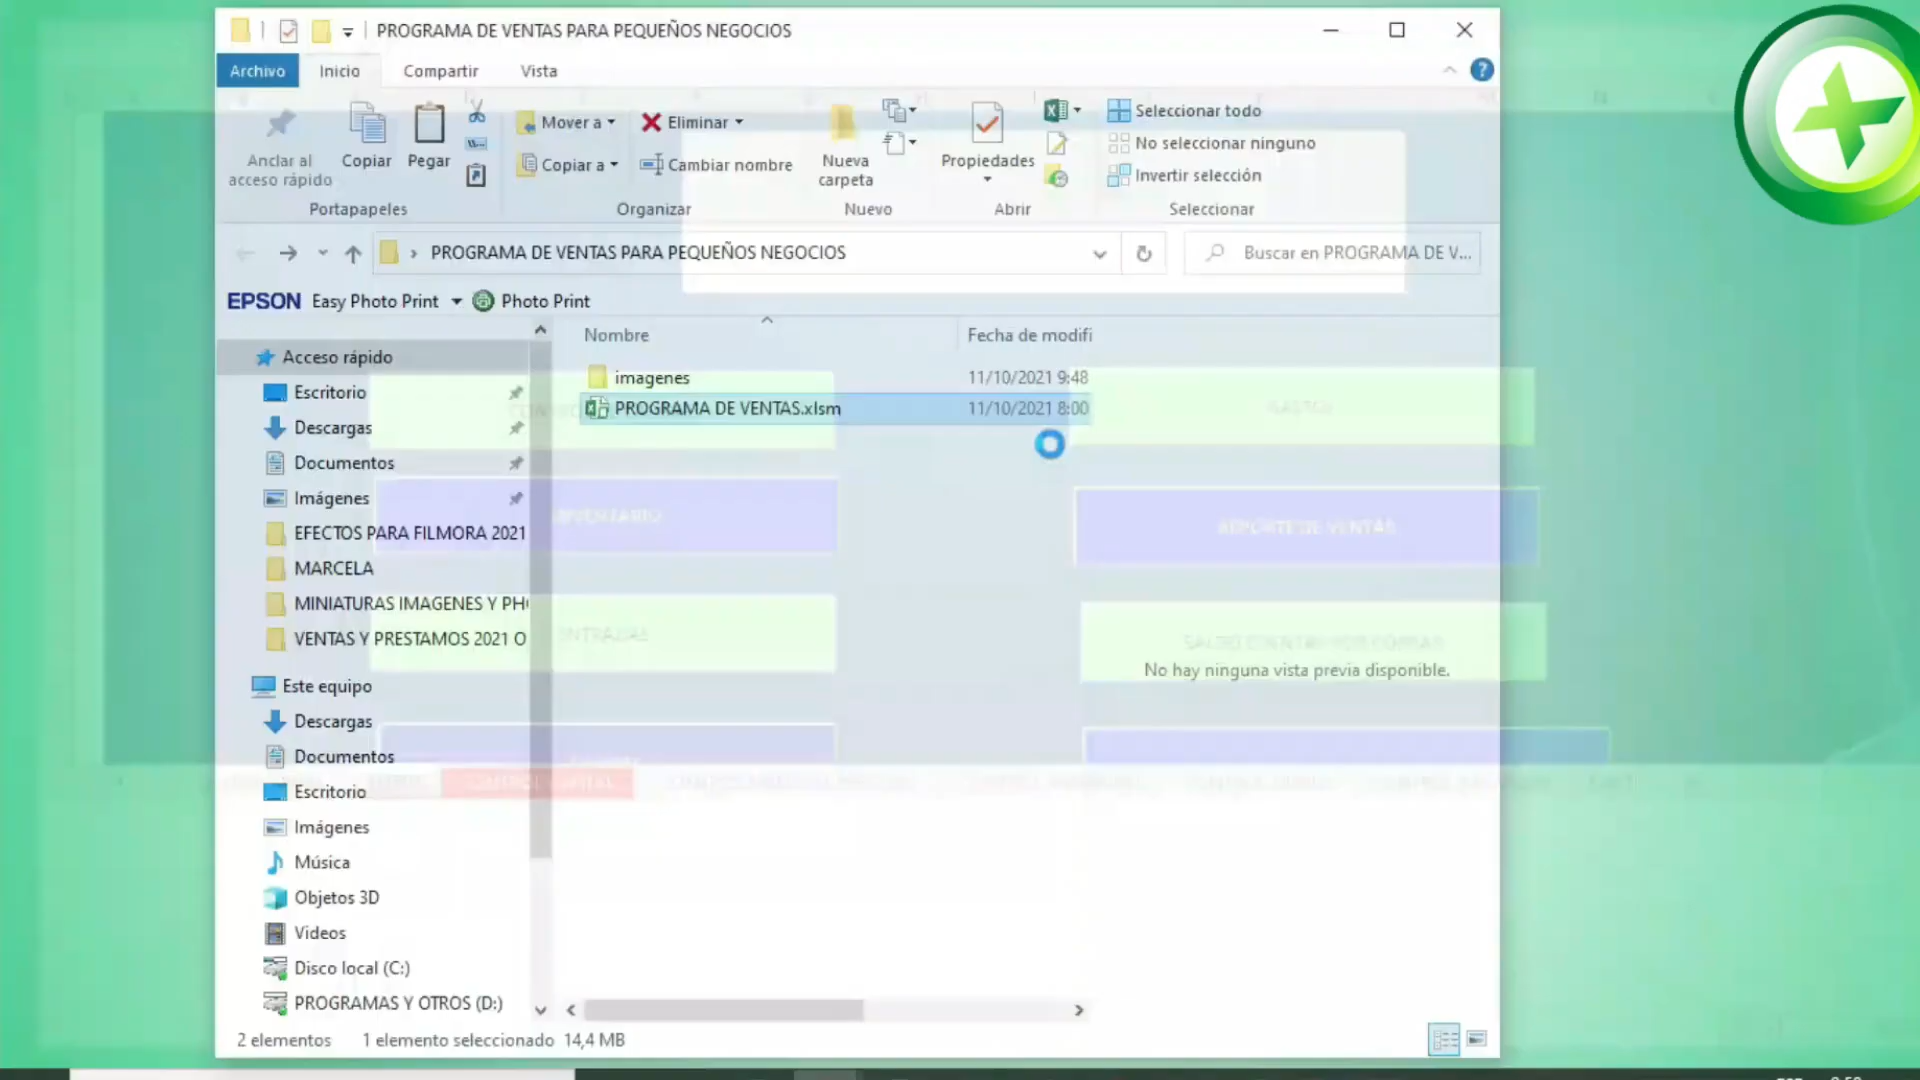 PROGRAMA DE VENTAS PARA PEQUEÑOS NEGOCIOS
Archivo
Inicio
Compartir
Vista
Anclar al
acceso rápido
Copiar
Pegar
Portapapeles
Mover a
Copiar a
Eliminar
Cambiar nombre
Organizar
Nueva
carpeta
Nuevo
Propiedades
Abrir
Seleccionar todo
No seleccionar ninguno
Invertir selección
Seleccionar
PROGRAMA DE VENTAS PARA PEQUEÑOS NEGOCIOS
Buscar en PROGRAMA DE V...
EPSON Easy Photo Print
Photo Print
Nombre
Fecha de modifi
imagenes
11/10/2021 9:48
PROGRAMA DE VENTAS.xlsm
11/10/2021 8:00
Acceso rápido
Escritorio
Descargas
Documentos
Imágenes
EFECTOS PARA FILMORA 2021
MARCELA
MINIATURAS IMAGENES Y PH
VENTAS Y PRESTAMOS 2021 O
Este equipo
Descargas
Documentos
Escritorio
Imágenes
Música
Objetos 3D
Videos
Disco local (C:)
PROGRAMAS Y OTROS (D:)
GASTOS
INVENTARIO
REPORTE DE VENTAS
ENTRADAS
No hay ninguna vista previa disponible.
2 elementos
1 elemento seleccionado 14,4 MB